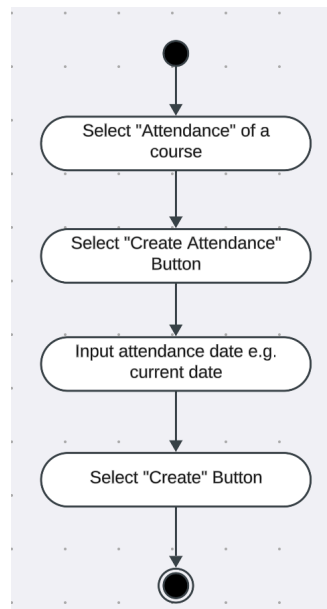 Select "Attendance" of a
course
Select "Create Attendance"
Button
Input attendance date e.g.
current date
Select "Create" Button